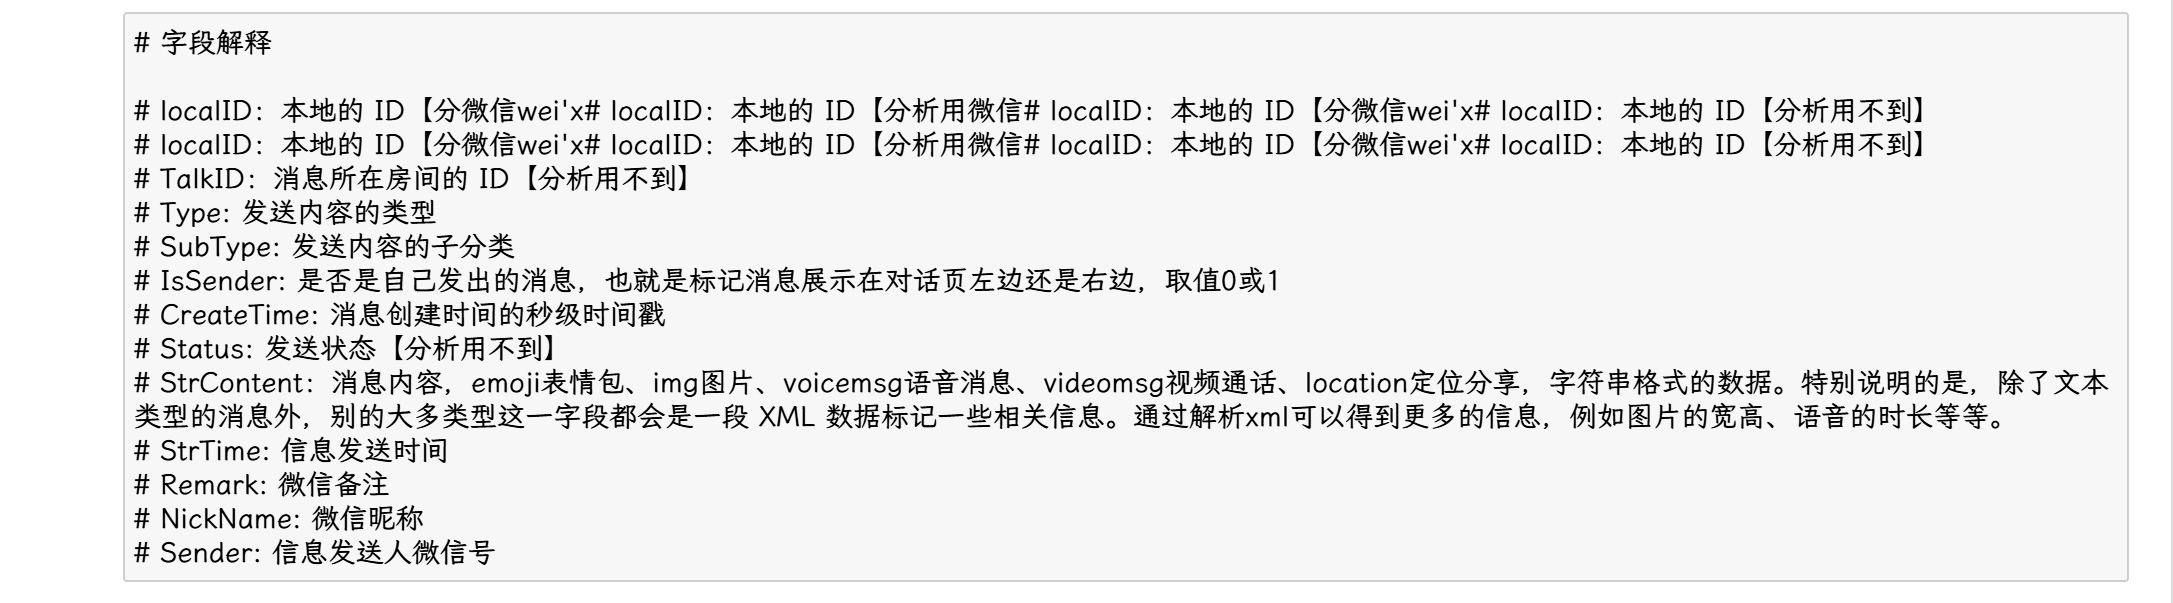 # 字段解释
# localID：本地的 ID【分微信wei'x# localID：本地的 ID【分析用微信# localID：本地的 ID【分微信wei'x# localID：本地的 ID【分析用不到】
# localID：本地的 ID【分微信wei'x# localID：本地的 ID【分析用微信# localID：本地的 ID【分微信wei'x# localID：本地的 ID【分析用不到】
# TalkID：消息所在房间的 ID【分析用不到】
# Type: 发送内容的类型
# SubType: 发送内容的子分类
# IsSender: 是否是自己发出的消息，也就是标记消息展示在对话页左边还是右边，取值0或1
# CreateTime: 消息创建时间的秒级时间戳
# Status: 发送状态【分析用不到】
# StrContent：消息内容，emoji表情包、img图片、voicemsg语音消息、videomsg视频通话、location定位分享，字符串格式的数据。特别说明的是，除了文本
类型的消息外，别的大多类型这一字段都会是一段 XML 数据标记一些相关信息。通过解析xml可以得到更多的信息，例如图片的宽高、语音的时长等等。
# StrTime: 信息发送时间
# Remark: 微信备注
# NickName: 微信昵称
# Sender: 信息发送人微信号